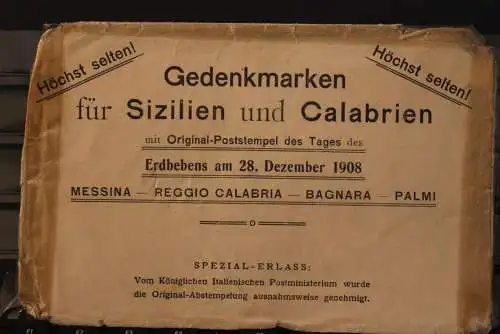 Höchst selten!
Höchst selten!
Gedenkmarken
für Sizilien und Calabrien
mit Original-Poststempel des Tages des
Erdbebens am 28. Dezember 1908
MESSINA — REGGIO CALABRIA — BAGNARA — PALMI
SPEZIAL-ERLASS:
Vom Königlichen Italienischen Postministerium wurde
die Original-Abstempelung ausnahmsweise genehmigt.